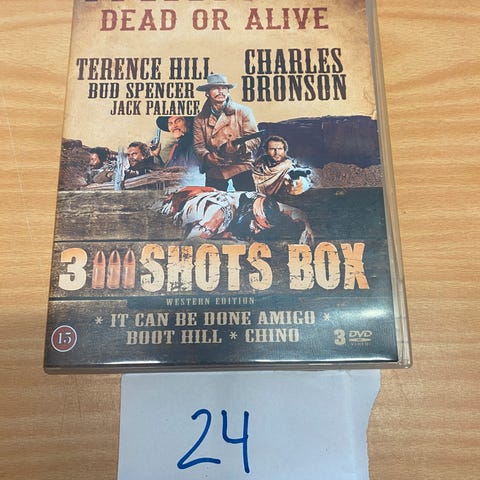 DEAD OR ALIVE
TERENCE HILL
BUD SPENCER
JACK PALANCE
CHARLES
BRONSON
3 SHOTS BOX
WESTERN EDITION
* IT CAN BE DONE AMIGO *
BOOT HILL * CHINO
3 DVD
VIDEO
15
24